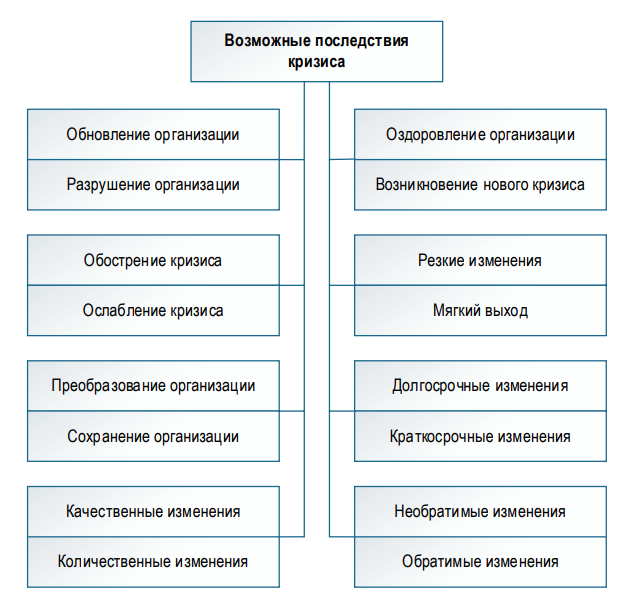 Возможные последствия
кризиса
Обновление организации
Разрушение организации
Оздоровление организации
Возникновение нового кризиса
Обострение кризиса
Ослабление кризиса
Резкие изменения
Мягкий выход
Преобразование организации
Сохранение организации
Долгосрочные изменения
Краткосрочные изменения
Качественные изменения
Количественные изменения
Необратимые изменения
Обратимые изменения